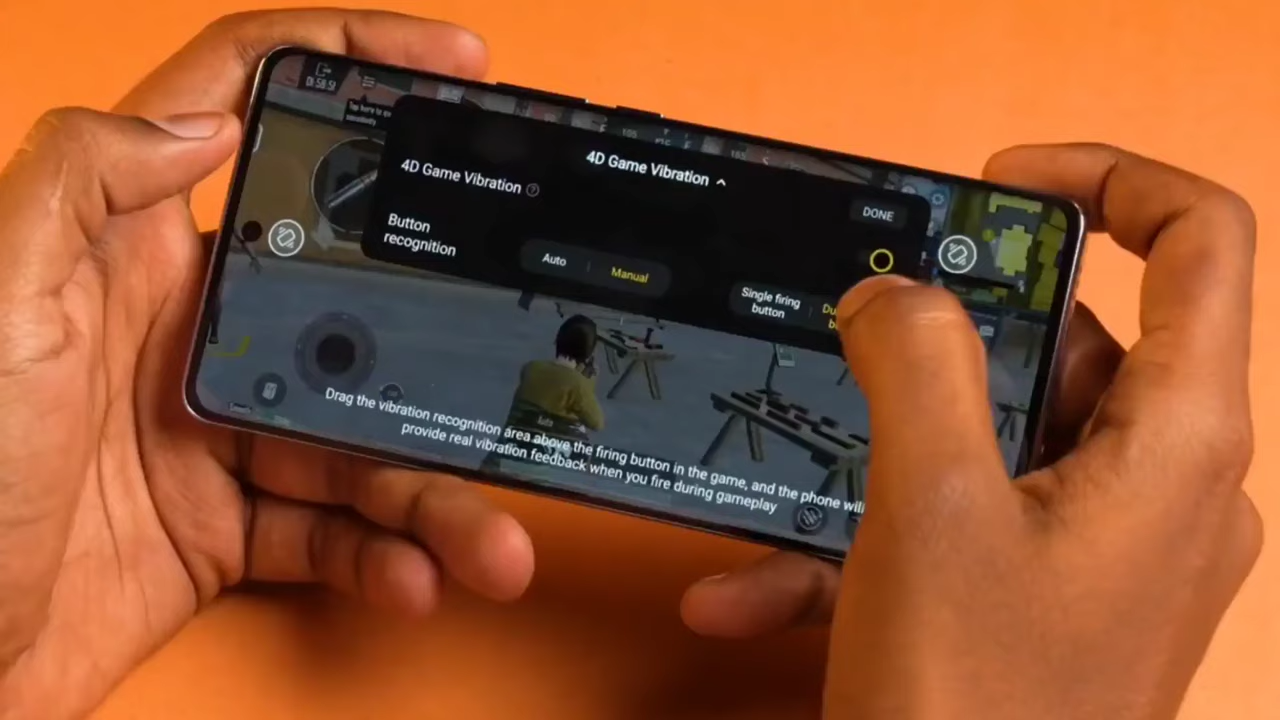 4D Game Vibration
4D Game Vibration
DONE
Button
recognition
Auto
Manual
Single firing
button
Drag the vibration recognition area above the firing button in the game, and the phone will
provide real vibration feedback when you fire during gameplay